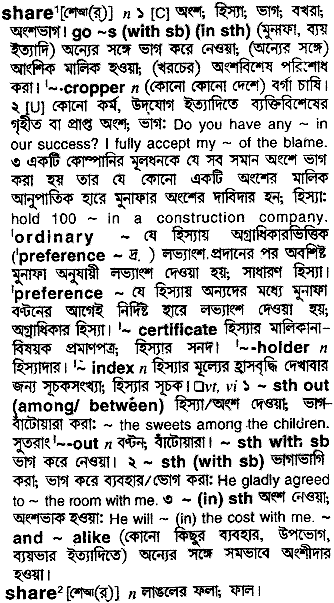 share¹ [শেআ(র্)] n ১ [C] অংশ; হিস্যা; ভাগ; বখরা;
অংশভাগ। go ~s (with sb) (in sth) (মুনাফা, ব্যয়
ইত্যাদি) অন্যের সঙ্গে ভাগ করে নেওয়া; (অন্যের সঙ্গে)
আংশিক মালিক হওয়া; (খরচের) অংশবিশেষ পরিশোধ
করা। ˈ~-cropper n (কোনো কোনো দেশে) বর্গা চাষি।
২ [U] কোনো কর্ম, উদ্যোগ ইত্যাদিতে ব্যক্তিবিশেষের
গৃহীত বা প্রাপ্ত অংশ; ভাগ: Do you have any ~ in
our success? I fully accept my ~ of the blame.
৩ একটি কোম্পানির মূলধনকে যে সব সমান অংশে ভাগ
করা হয় তার যে কোনো একটি অংশের মালিক
আনুপাতিক হারে মুনাফার অংশের দাবিদার হন; হিস্যা:
hold 100 ~ in a construction company.
ˈordinary ~ যে হিস্যায় অগ্রাধিকারভিত্তিক
(ˈpreference ~ দ্র.) লভ্যাংশ প্রদানের পর অবশিষ্ট
মুনাফা অনুযায়ী লভ্যাংশ দেওয়া হয়; সাধারণ হিস্যা।
ˈpreference ~ যে হিস্যায় অন্যদের মধ্যে মুনাফা
বণ্টনের আগেই নির্দিষ্ট হারে লভ্যাংশ দেওয়া হয়;
অগ্রাধিকার হিস্যা। ˈ~ certificate হিস্যার মালিকানা-
বিষয়ক প্রমাণপত্র; হিস্যার সনদ। ˈ~-holder n
হিস্যাদার। ˈ~ index n হিস্যার মূল্যের হ্রাসবৃদ্ধি দেখাবার
জন্য সূচকসংখ্যা; হিস্যার সূচক। □vt, vi ১ ~ sth out
(among/ between) হিস্যা/অংশ দেওয়া; ভাগ-
বাঁটোয়ারা করা: ~ the sweets among the children.
সুতরাং ˈ~-out n বণ্টন; বাঁটোয়ারা। ~ sth with sb
ভাগ করে নেওয়া। ২ ~ sth (with sb) ভাগাভাগি
করা; ভাগ করে ব্যবহার/ভোগ করা: He gladly agreed
to ~ the room with me. ৩ ~ (in) sth অংশ নেওয়া;
অংশভাক হওয়া: He will ~ (in) the cost with me. ~
and ~ alike (কোনো কিছুর ব্যবহার, উপভোগ,
ব্যয়ভার ইত্যাদিতে) অন্যের সঙ্গে সমভাবে অংশীদার
হওয়া।
share² [শেআ(র্)] n লাঙলের ফলা; ফাল।